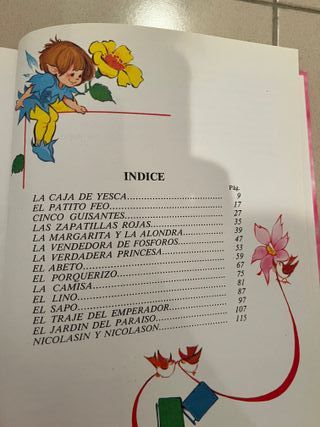 INDICE
Pág.
LA CAJA DE YESCA 9
EL PATITO FEO 17
CINCO GUISANTES 27
LAS ZAPATILLAS ROJAS 35
LA MARGARITA Y LA ALONDRA 39
LA VENDEDORA DE FOSFOROS 47
LA VERDADERA PRINCESA 53
EL ABETO 59
EL PORQUERIZO 67
LA CAMISA 75
EL LINO 81
EL SAPO 87
EL TRAJE DEL EMPERADOR 97
EL JARDIN DEL PARAISO 107
NICOLASIN Y NICOLASON 115